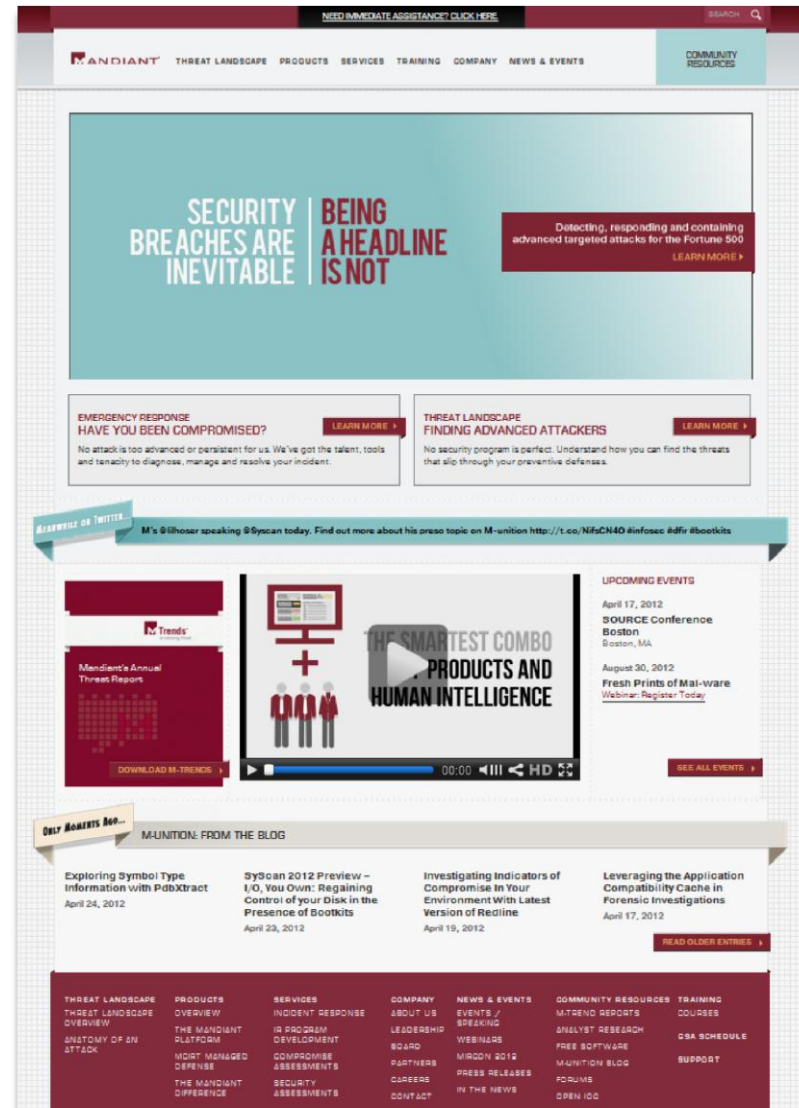 NEED IMMEDIATE ASSISTANCE? CLICK HERE.
SEARCH
MANDIANT
THREAT LANDSCAPE PRODUCTS SERVICES TRAINING COMPANY NEWS & EVENTS
COMMUNITY
RESOURCES
SECURITY
BREACHES ARE
INEVITABLE
BEING
A HEADLINE
IS NOT
Detecting, responding and containing
advanced targeted attacks for the Fortune 500
LEARN MORE
EMERGENCY RESPONSE
HAVE YOU BEEN COMPROMISED?
LEARN MORE
No attack is too advanced or persistent for us. We've got the talent, tools
and tenacity to diagnose, manage and resolve your incident.
THREAT LANDSCAPE
FINDING ADVANCED ATTACKERS
LEARN MORE
No security program is perfect. Understand how you can find the threats
that slip through your preventive defenses.
MEANWHILE ON TWITTER...
M's @lilhoser speaking @Syscan today. Find out more about his preso topic on M-unition http://t.co/NifsCN4O #infosec #dfir #bootkits
M Trends
Mandiant's Annual
Threat Report
DOWNLOAD M-TRENDS
THE SMARTEST COMBO
PRODUCTS AND
HUMAN INTELLIGENCE
00:00 HD
UPCOMING EVENTS
April 17, 2012
SOURCE Conference
Boston
Boston, MA
August 30, 2012
Fresh Prints of Mal-ware
Webinar: Register Today
SEE ALL EVENTS
ONLY MOMENTS AGO...
M-UNITION: FROM THE BLOG
Exploring Symbol Type
Information with PdbXtract
April 24, 2012
SyScan 2012 Preview –
I/O, You Own: Regaining
Control of your Disk in the
Presence of Bootkits
April 23, 2012
Investigating Indicators of
Compromise In Your
Environment With Latest
Version of Redline
April 19, 2012
Leveraging the Application
Compatibility Cache in
Forensic Investigations
April 17, 2012
READ OLDER ENTRIES
THREAT LANDSCAPE
THREAT LANDSCAPE
OVERVIEW
ANATOMY OF AN
ATTACK
PRODUCTS
OVERVIEW
THE MANDIANT
PLATFORM
MCIRT MANAGED
DEFENSE
THE MANDIANT
DIFFERENCE
SERVICES
INCIDENT RESPONSE
IR PROGRAM
DEVELOPMENT
COMPROMISE
ASSESSMENTS
SECURITY
ASSESSMENTS
COMPANY
ABOUT US
LEADERSHIP
BOARD
PARTNERS
CAREERS
CONTACT
NEWS & EVENTS
EVENTS /
SPEAKING
WEBINARS
MIRCON 2012
PRESS RELEASES
IN THE NEWS
COMMUNITY RESOURCES
M-TREND REPORTS
ANALYST RESEARCH
FREE SOFTWARE
M-UNITION BLOG
FORUMS
OPEN IOC
TRAINING
COURSES
GSA SCHEDULE
SUPPORT